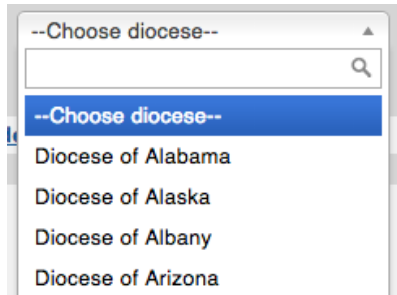 --Choose diocese--
--Choose diocese--
Diocese of Alabama
Diocese of Alaska
Diocese of Albany
Diocese of Arizona